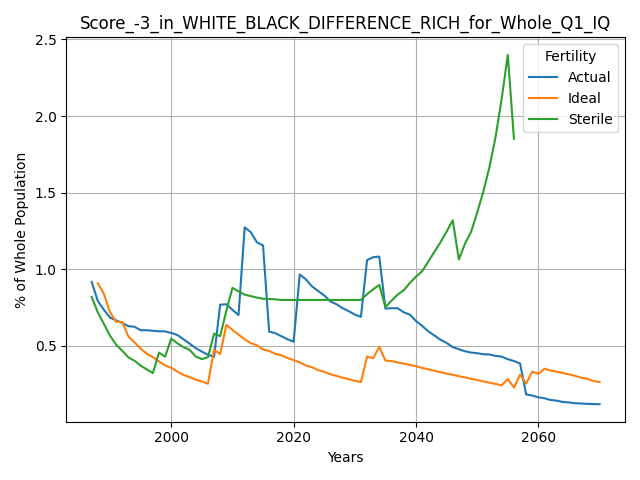 Score_-3_in_WHITE_BLACK_DIFFERENCE_RICH_for_Whole_Q1_IQ
2.5
2.0
1.5
1.0
0.5
% of Whole Population
Fertility
Actual
Ideal
Sterile
2000
2020
2040
2060
Years